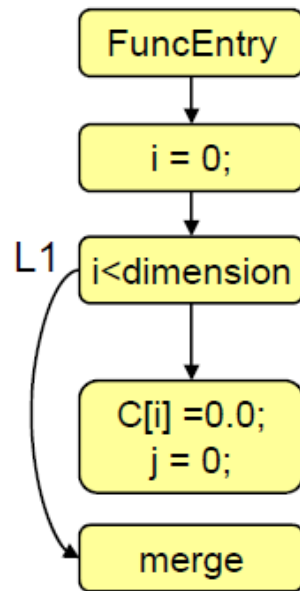 FuncEntry
i = 0;
L1
i<dimension
C[i] =0.0;
j = 0;
merge